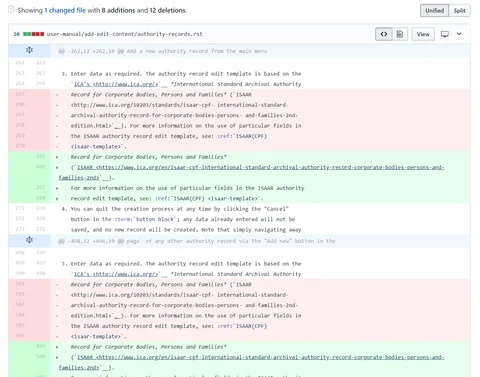 Showing 1 changed file with 8 additions and 12 deletions.
Unified Split
20 user-manual/add-edit-content/authority-records.rst View
@@ -262,12 +262,10 @@ Add a new authority record from the main menu
262 262
263 263 3. Enter data as required. The authority record edit template is based on the
264 264 `ICA's <http://www.ica.org/>`__ *International Standard Archival Authority
265 - Record for Corporate Bodies, Persons and Families* (`ISAAR
266 - <http://www.ica.org/10203/standards/isaar-cpf- international-standard-
267 - archival-authority-record-for-corporate-bodies-persons- and-families-2nd-
268 - edition.html>`__). For more information on the use of particular fields in
269 - the ISAAR authority record edit template, see: :ref:`ISAAR(CPF)
270 - <isaar-template>`.
265 + Record for Corporate Bodies, Persons and Families*
266 + (`ISAAR <https://www.ica.org/en/isaar-cpf-international-standard-archival-authority-record-corporate-bodies-persons-and-
families-2nd>`__).
267 + For more information on the use of particular fields in the ISAAR authority
268 + record edit template, see: :ref:`ISAAR(CPF) <isaar-template>`.
271 269 4. You can quit the creation process at any time by clicking the "Cancel"
272 270 button in the :term:`button block`; any data already entered will not be
273 271 saved, and no new record will be created. Note that simply navigating away
@@ -498,12 +496,10 @@ page of any other authority record via the "Add new" button in the
498 496
499 497 3. Enter data as required. The authority record edit template is based on the
500 498 `ICA's <http://www.ica.org/>`__ *International Standard Archival Authority
501 - Record for Corporate Bodies, Persons and Families* (`ISAAR
502 - <http://www.ica.org/10203/standards/isaar-cpf- international-standard-
503 - archival-authority-record-for-corporate-bodies-persons- and-families-2nd-
504 - edition.html>`__). For more information on the use of particular fields in
505 - the ISAAR authority record edit template, see: :ref:`ISAAR(CPF)
506 - <isaar-template>`.
499 + Record for Corporate Bodies, Persons and Families*
500 + (`ISAAR <https://www.ica.org/en/isaar-cpf-international-standard-archival-authority-record-corporate-bodies-persons-and-
families-2nd>`__).